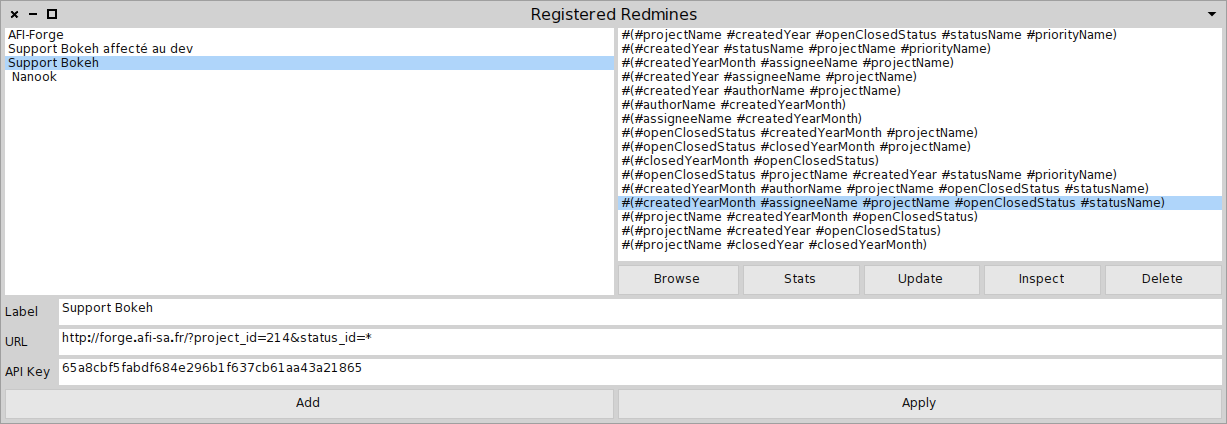 Registered Redmines
AFI-Forge
Support Bokeh affecté au dev
Support Bokeh
Nanook
#(#projectName #createdYear #openClosedStatus #statusName #priorityName)
#(#createdYear #statusName #projectName #priorityName)
#(#createdYearMonth #assigneeName #projectName)
#(#createdYear #assigneeName #projectName)
#(#createdYear #authorName #projectName)
#(#authorName #createdYearMonth)
#(#assigneeName #createdYearMonth)
#(#openClosedStatus #createdYearMonth #projectName)
#(#openClosedStatus #closedYearMonth #projectName)
#(#closedYearMonth #openClosedStatus)
#(#openClosedStatus #projectName #createdYear #statusName #priorityName)
#(#createdYearMonth #authorName #projectName #openClosedStatus #statusName)
#(#createdYearMonth #assigneeName #projectName #openClosedStatus #statusName)
#(#projectName #createdYearMonth #openClosedStatus)
#(#projectName #createdYear #openClosedStatus)
#(#projectName #closedYear #closedYearMonth)
Browse Stats Update Inspect Delete
Label Support Bokeh
URL http://forge.afi-sa.fr/?project_id=214&status_id=*
API Key 65a8cbf5fabdf684e296b1f637cb61aa43a21865
Add Apply